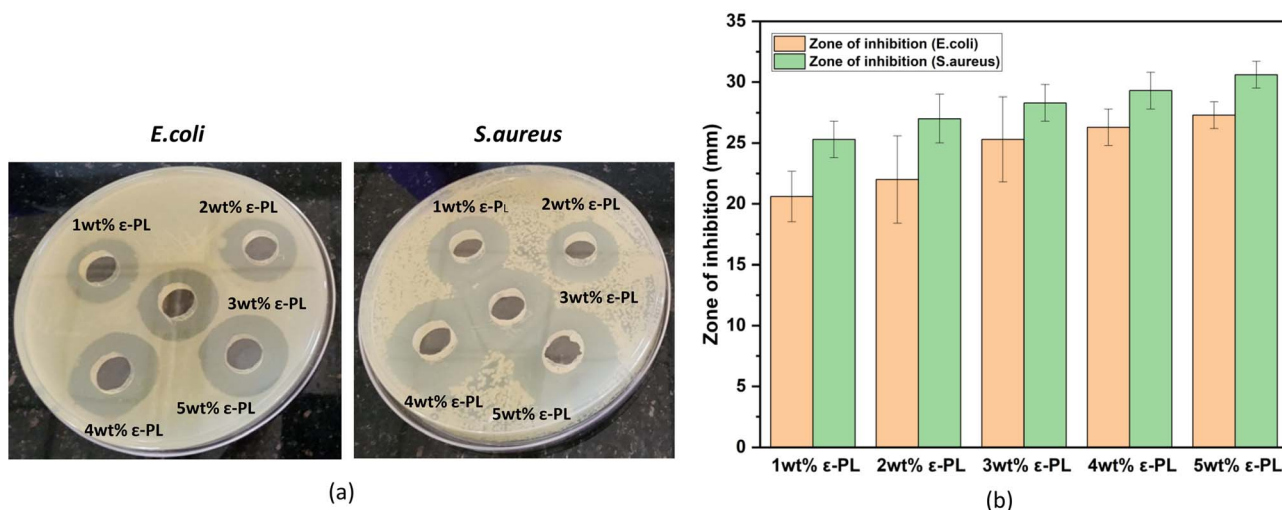 E.coli
S.aureus
1wt% ε-PL
2wt% ε-PL
3wt% ε-PL
4wt% ε-PL
5wt% ε-PL
1wt% ε-PL
2wt% ε-PL
3wt% ε-PL
4wt% ε-PL
5wt% ε-PL
(a)
Zone of inhibition (mm)
35
30
25
20
15
10
5
0
Zone of inhibition (E.coli)
Zone of inhibition (S.aureus)
1wt% ε-PL 2wt% ε-PL 3wt% ε-PL 4wt% ε-PL 5wt% ε-PL
(b)